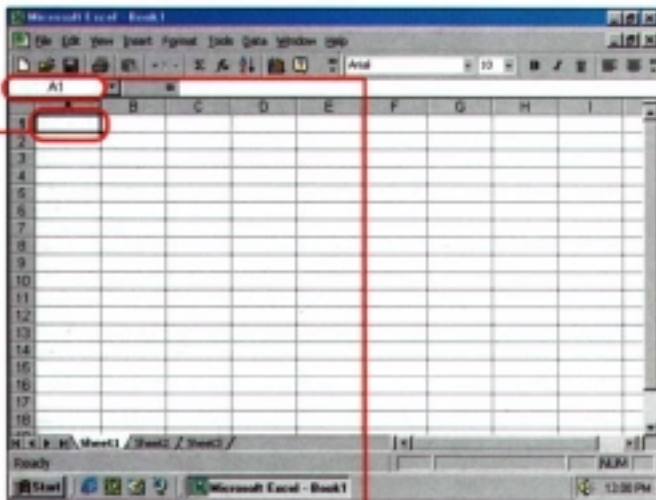 Microsoft Excel - Book1
File Edit View Insert Format Tools Data Window Help
Arial 10 B I U
A1 =
A B C D E F G H I
1
2
3
4
5
6
7
8
9
10
11
12
13
14
15
16
17
18
Sheet1 Sheet2 Sheet3
Ready NUM
Start Microsoft Excel - Book1 12:00 PM